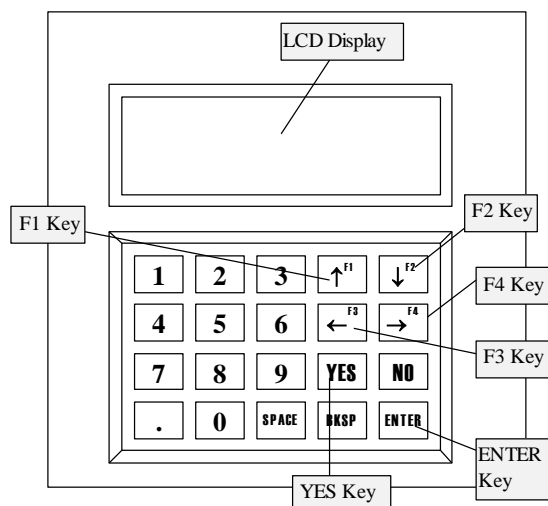 LCD Display
F1 Key
F2 Key
1 2 3 ↑F1 ↓F2
F4 Key
4 5 6 ←F3 →F4
F3 Key
7 8 9 YES NO
. 0 SPACE BKSP ENTER
ENTER
Key
YES Key